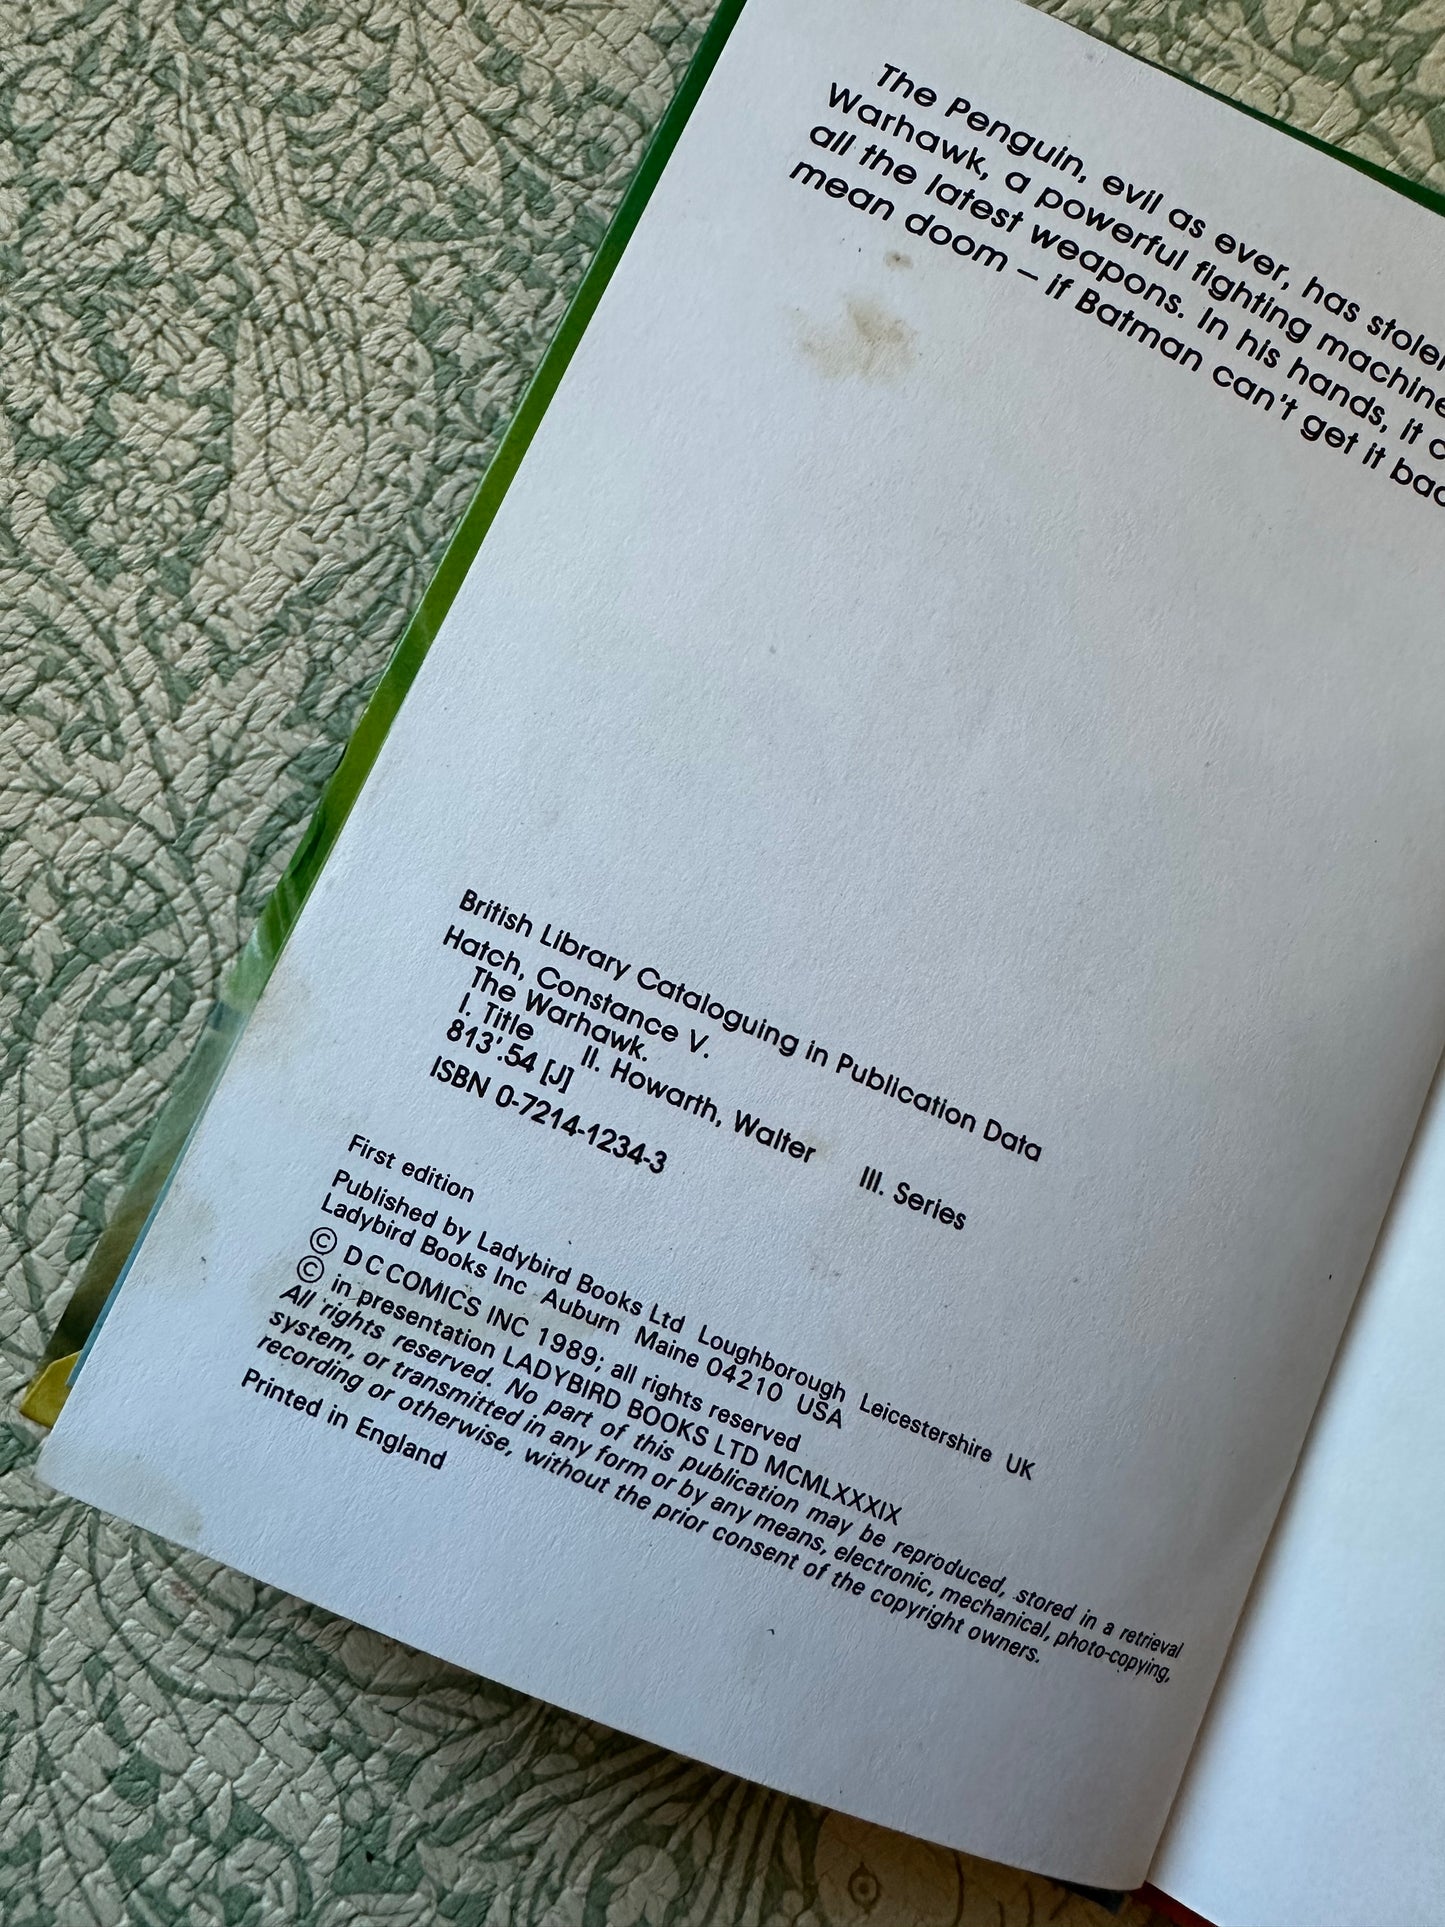 The Penguin, evil as ever, has stolen
Warhawk, a powerful fighting machine
all the latest weapons. In his hands, it
mean doom – if Batman can't get it
British Library Cataloguing in Publication Data
Hatch, Constance V.
The Warhawk.
I. Title II. Howarth, Walter III. Series
813'.54 [J]
ISBN 0-7214-1234-3
First edition
Published by Ladybird Books Ltd Loughborough Leicestershire UK
Ladybird Books Inc Auburn Maine 04210 USA
© D C COMICS INC 1989; all rights reserved
© in presentation LADYBIRD BOOKS LTD MCMLXXXIX
All rights reserved. No part of this publication may be reproduced, stored in a retrieval
system, or transmitted in any form or by any means, electronic, mechanical, photo-copying,
recording or otherwise, without the prior consent of the copyright owners.
Printed in England